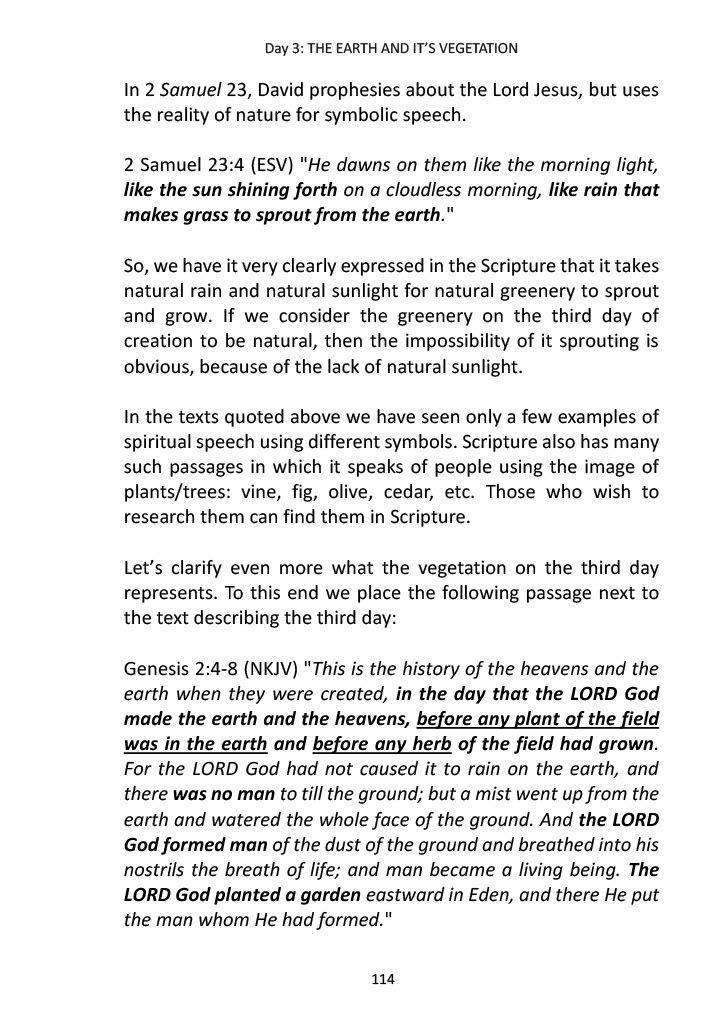 Day 3: THE EARTH AND IT’S VEGETATION
In 2 Samuel 23, David prophesies about the Lord Jesus, but uses
the reality of nature for symbolic speech.
2 Samuel 23:4 (ESV) "He dawns on them like the morning light,
like the sun shining forth on a cloudless morning, like rain that
makes grass to sprout from the earth."
So, we have it very clearly expressed in the Scripture that it takes
natural rain and natural sunlight for natural greenery to sprout
and grow. If we consider the greenery on the third day of
creation to be natural, then the impossibility of it sprouting is
obvious, because of the lack of natural sunlight.
In the texts quoted above we have seen only a few examples of
spiritual speech using different symbols. Scripture also has many
such passages in which it speaks of people using the image of
plants/trees: vine, fig, olive, cedar, etc. Those who wish to
research them can find them in Scripture.
Let’s clarify even more what the vegetation on the third day
represents. To this end we place the following passage next to
the text describing the third day:
Genesis 2:4-8 (NKJV) "This is the history of the heavens and the
earth when they were created, in the day that the LORD God
made the earth and the heavens, before any plant of the field
was in the earth and before any herb of the field had grown.
For the LORD God had not caused it to rain on the earth, and
there was no man to till the ground; but a mist went up from the
earth and watered the whole face of the ground. And the LORD
God formed man of the dust of the ground and breathed into his
nostrils the breath of life; and man became a living being. The
LORD God planted a garden eastward in Eden, and there He put
the man whom He had formed."
114